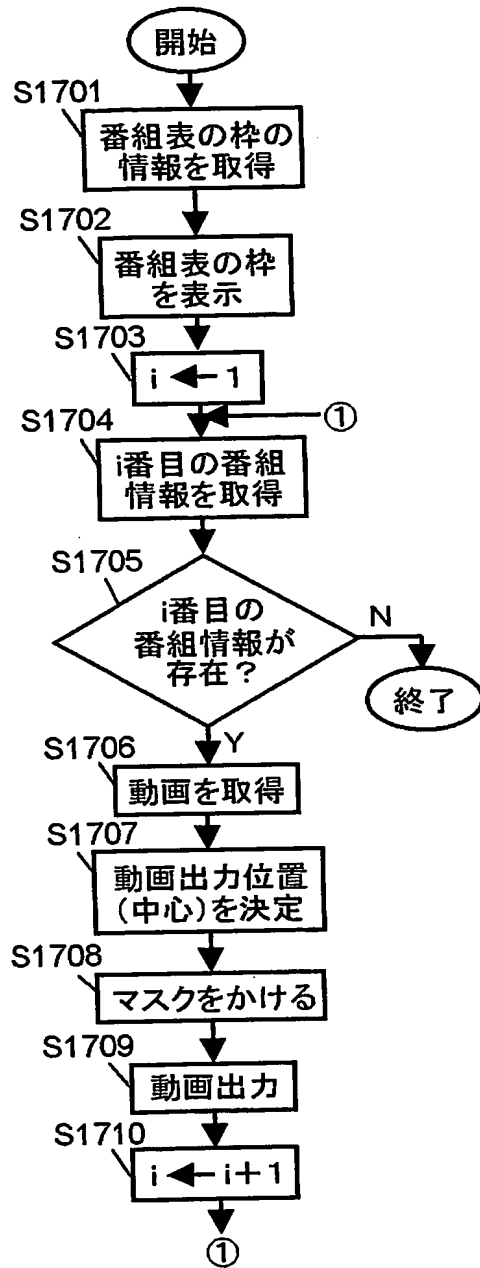 開始
S1701
番組表の枠の
情報を取得
S1702
番組表の枠
を表示
S1703
i ← 1
①
S1704
i番目の番組
情報を取得
S1705
i番目の
番組情報が
存在？
N
終了
Y
S1706
動画を取得
S1707
動画出力位置
（中心）を決定
S1708
マスクをかける
S1709
動画出力
S1710
i ← i+1
①